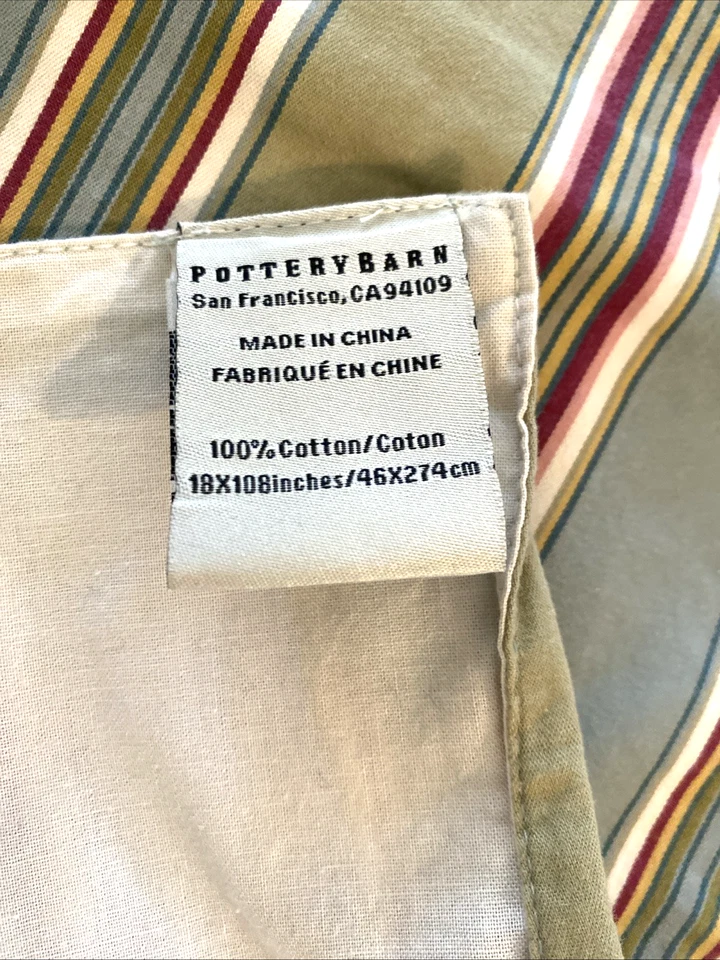 POTTERYBARN
San Francisco, CA94109
MADE IN CHINA
FABRIQUÉ EN CHINE
100% Cotton/Coton
18X108inches/46X274cm